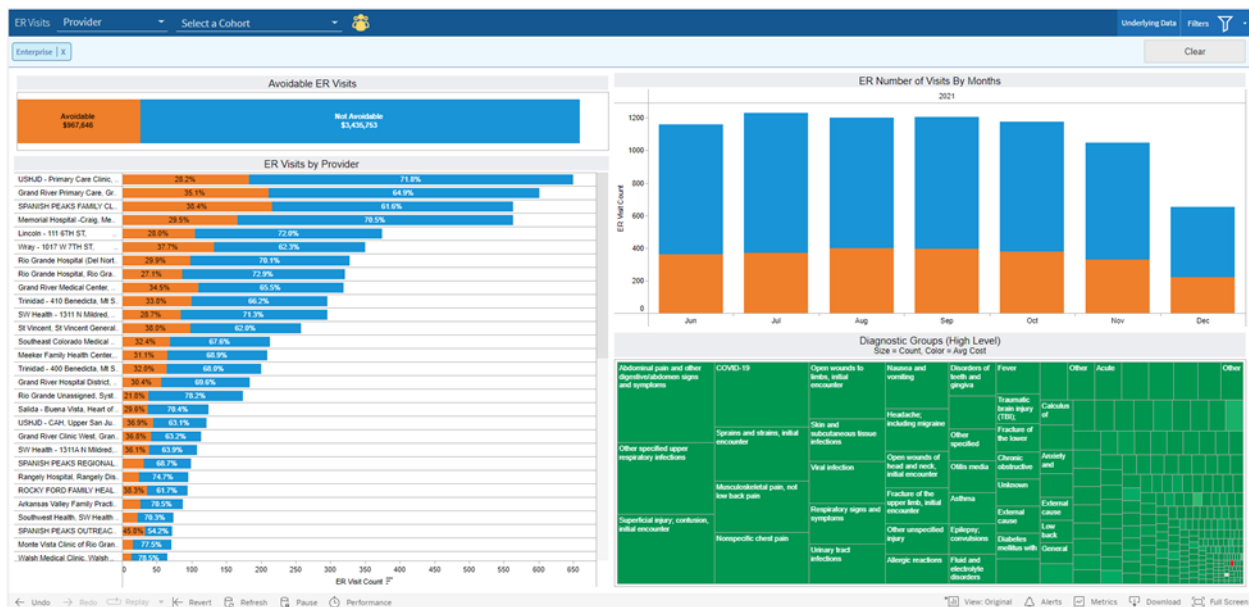 ER Visits Provider Select a Cohort Underlying Data Filters
Enterprise | X
Clear
Avoidable ER Visits
Avoidable
$967,646
Not Avoidable
$3,435,753
ER Visits by Provider
USHJD - Primary Care Clinic, .. 28.2% 71.8%
Grand River Primary Care, Gr.. 35.1% 64.9%
SPANISH PEAKS FAMILY CL.. 38.4% 61.6%
Memorial Hospital -Craig, Me.. 29.5% 70.5%
Lincoln - 111 6TH ST, .. 28.0% 72.0%
Wray - 1017 W 7TH ST, .. 37.7% 62.3%
Rio Grande Hospital (Del Nort.. 29.9% 70.1%
Rio Grande Hospital, Rio Gra.. 27.1% 72.9%
Grand River Medical Center, .. 34.5% 65.5%
Trinidad - 410 Benedicta, Mt S.. 33.8% 66.2%
SW Health - 1311 N Mildred, .. 28.7% 71.3%
St Vincent, St Vincent General.. 38.0% 62.0%
Southeast Colorado Medical .. 32.4% 67.6%
Meeker Family Health Center,.. 31.1% 68.9%
Trinidad - 400 Benedicta, Mt S.. 32.0% 68.0%
Grand River Hospital District, .. 30.4% 69.6%
Rio Grande Unassigned, Syst.. 21.8% 78.2%
Salida - Buena Vista, Heart of .. 29.6% 70.4%
USHJD - CAH, Upper San Ju.. 36.9% 63.1%
Grand River Clinic West, Gran.. 36.8% 63.2%
SW Health - 1311A N Mildred,.. 36.1% 63.9%
SPANISH PEAKS REGIONAL.. 68.7%
Rangely Hospital, Rangely Dis.. 74.7%
ROCKY FORD FAMILY HEAL.. 38.3% 61.7%
Arkansas Valley Family Practi.. 70.5%
Southwest Health, SW Health .. 70.3%
SPANISH PEAKS OUTREAC.. 45.8% 54.2%
Monte Vista Clinic of Rio Gran.. 77.5%
Walsh Medical Clinic, Walsh .. 78.5%
0 50 100 150 200 250 300 350 400 450 500 550 600 650
ER Visit Count
ER Number of Visits By Months
2021
ER Visit Count
1200
1000
800
600
400
200
0
Jun Jul Aug Sep Oct Nov Dec
Diagnostic Groups (High Level)
Size = Count, Color = Avg Cost
Abdominal pain and other
digestive/abdomen signs
and symptoms
Other specified upper
respiratory infections
Superficial injury; contusion,
initial encounter
COVID-19
Sprains and strains, initial
encounter
Musculoskeletal pain, not
low back pain
Nonspecific chest pain
Open wounds to
limbs, initial
encounter
Skin and
subcutaneous tissue
infections
Viral infection
Respiratory signs and
symptoms
Urinary tract
infections
Nausea and
vomiting
Headache;
including migraine
Open wounds of
head and neck,
initial encounter
Fracture of the
upper limb, initial
encounter
Other unspecified
injury
Allergic reactions
Disorders of
teeth and
gingiva
Other
specified
Otitis media
Asthma
Epilepsy;
convulsions
Fluid and
electrolyte
disorders
Fever
Traumatic
brain injury
(TBI);
Fracture of
the lower
Chronic
obstructive
Unknown
External
cause
Diabetes
mellitus with
Calculus
of
Anxiety
and
External
cause
Low
back
General
Other
Acute
Other
Undo Redo Replay Revert Refresh Pause Performance View: Original Alerts Metrics Download Full Screen